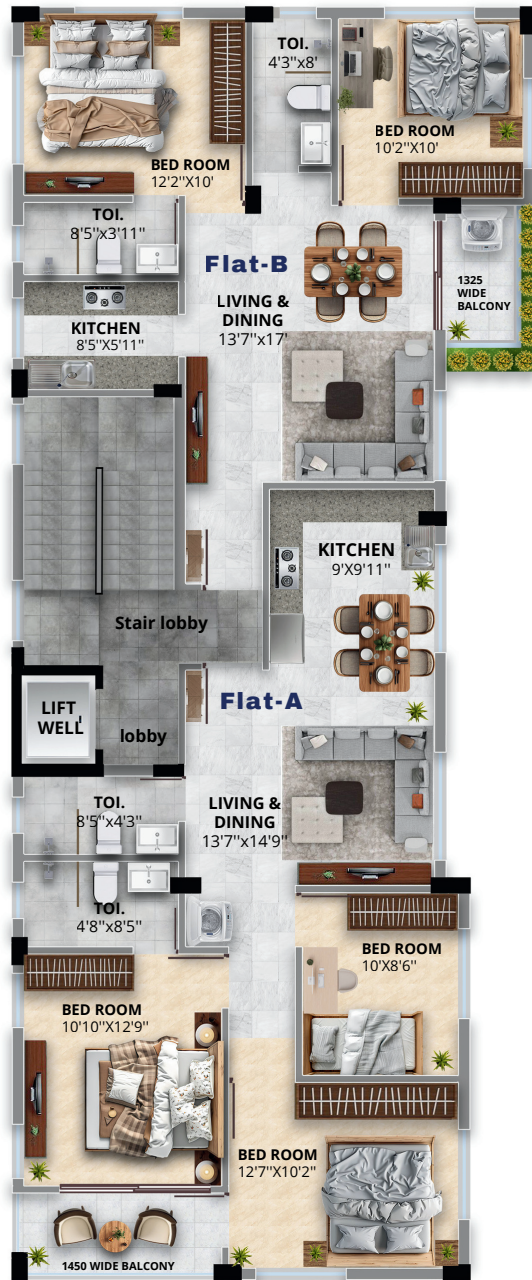 TOI.
4'3''x8'
BED ROOM
10'2''X10'
BED ROOM
12'2''X10'
TOI.
8'5''x3'11''
Flat-B
LIVING &
DINING
13'7''x17'
1325
WIDE
BALCONY
KITCHEN
8'5''X5'11''
KITCHEN
9'X9'11''
Stair lobby
Flat-A
LIFT
WELL
lobby
TOI.
8'5''x4'3''
LIVING &
DINING
13'7''x14'9''
TOI.
4'8''x8'5''
BED ROOM
10'X8'6''
BED ROOM
10'10''X12'9''
BED ROOM
12'7''X10'2''
1450 WIDE BALCONY